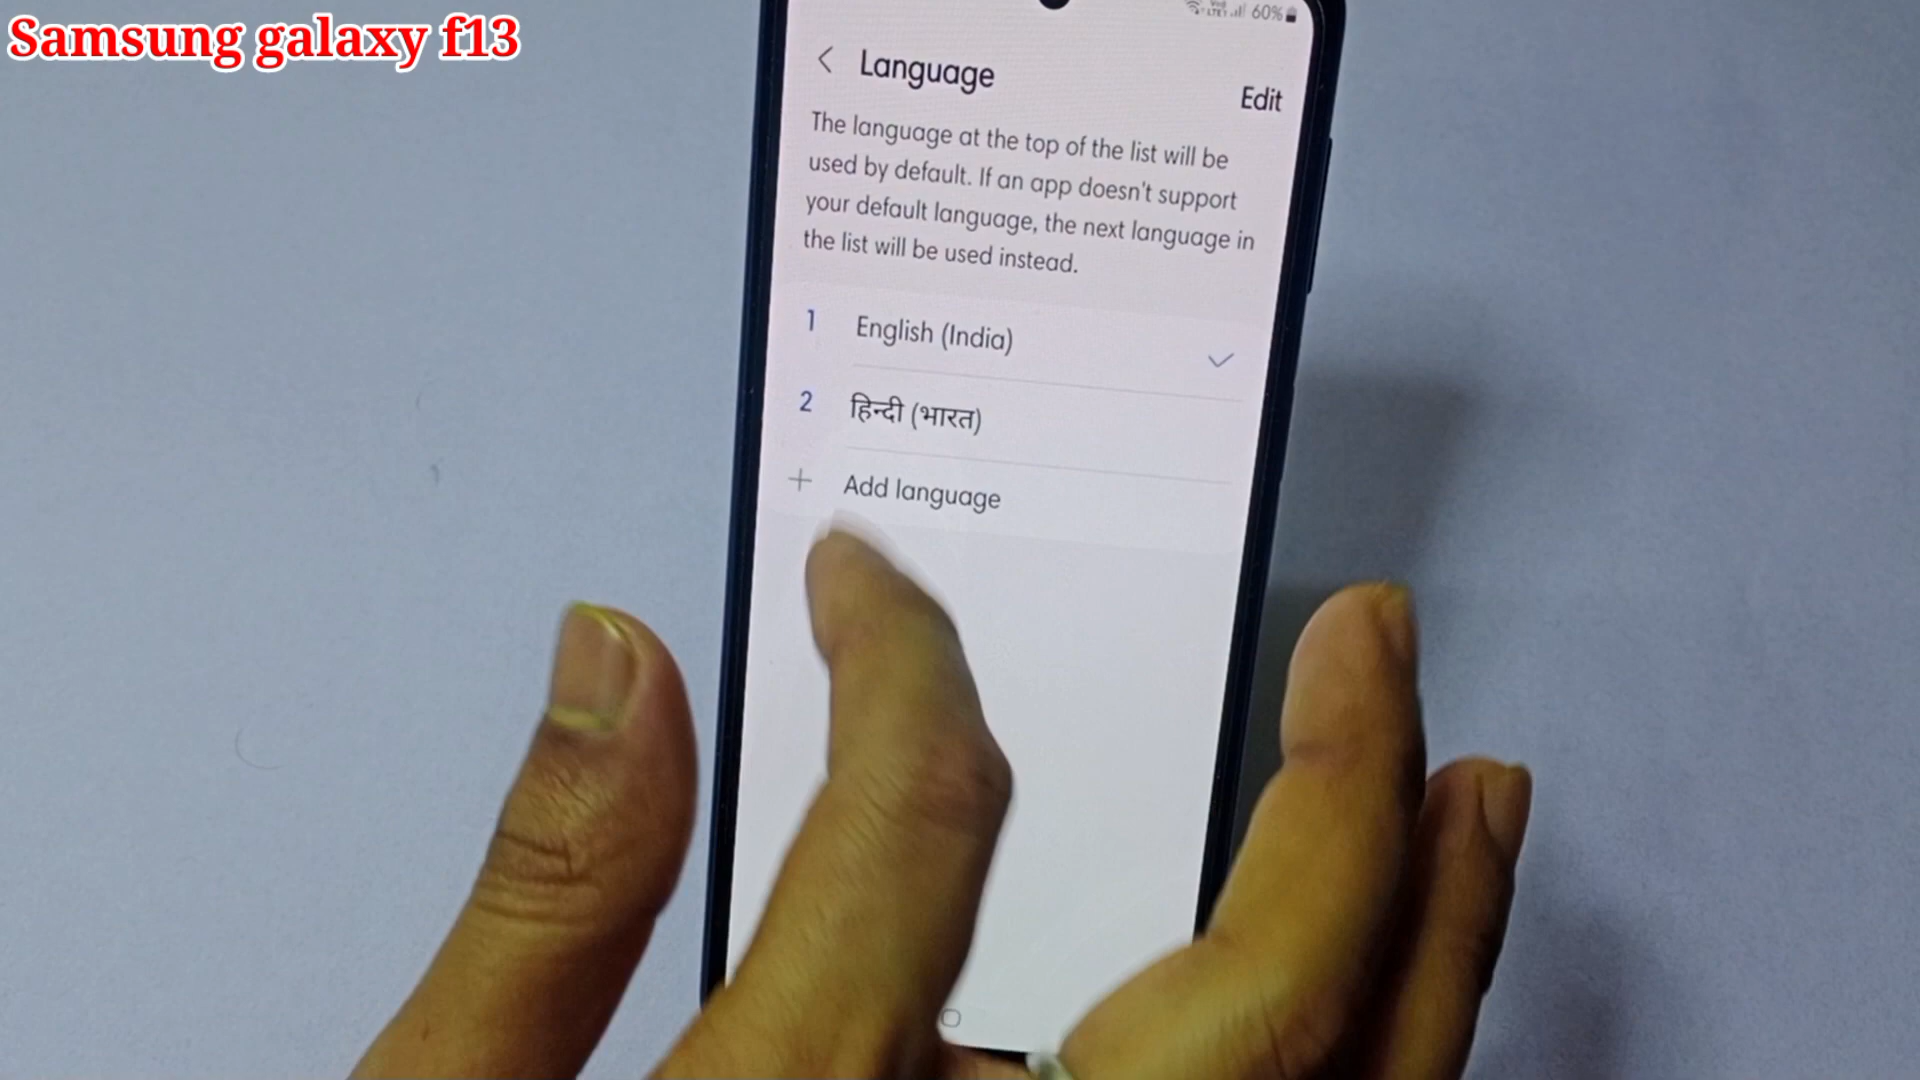 Samsung galaxy f13
60%
Language
Edit
The language at the top of the list will be
used by default. If an app doesn't support
your default language, the next language in
the list will be used instead.
1 English (India)
2 हिन्दी (भारत)
+ Add language